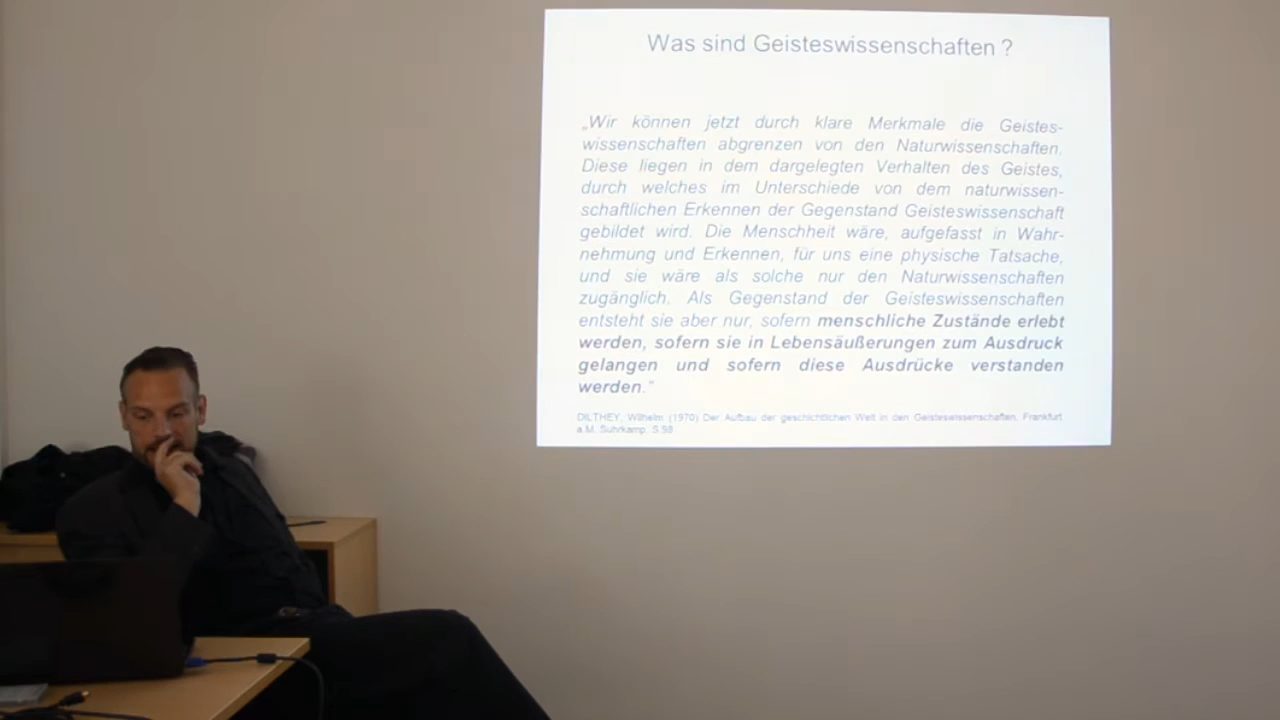 Was sind Geisteswissenschaften ?
„Wir können jetzt durch klare Merkmale die Geistes-
wissenschaften abgrenzen von den Naturwissenschaften.
Diese liegen in dem dargelegten Verhalten des Geistes,
durch welches im Unterschiede von dem naturwissen-
schaftlichen Erkennen der Gegenstand Geisteswissenschaft
gebildet wird. Die Menschheit wäre, aufgefasst in Wahr-
nehmung und Erkennen, für uns eine physische Tatsache,
und sie wäre als solche nur den Naturwissenschaften
zugänglich. Als Gegenstand der Geisteswissenschaften
entsteht sie aber nur, sofern menschliche Zustände erlebt
werden, sofern sie in Lebensäußerungen zum Ausdruck
gelangen und sofern diese Ausdrücke verstanden
werden."
DILTHEY, Wilhelm (1970) Der Aufbau der geschichtlichen Welt in den Geisteswissenschaften. Frankfurt
a.M. Suhrkamp. S.98